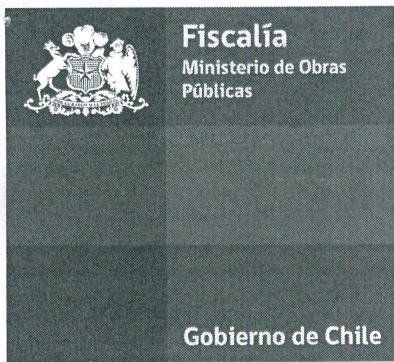 Fiscalía
Ministerio de Obras
Públicas
Gobierno de Chile